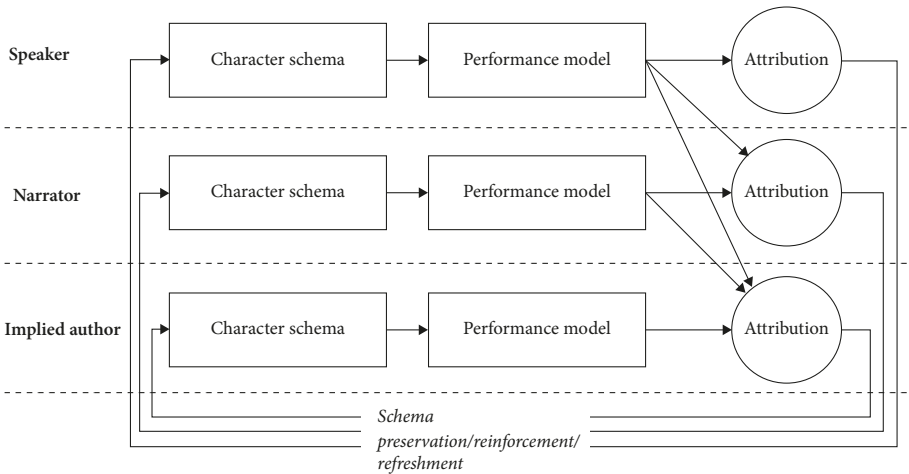 Speaker
Character schema
Performance model
Attribution
Narrator
Character schema
Performance model
Attribution
Implied author
Character schema
Performance model
Attribution
Schema
preservation/reinforcement/
refreshment